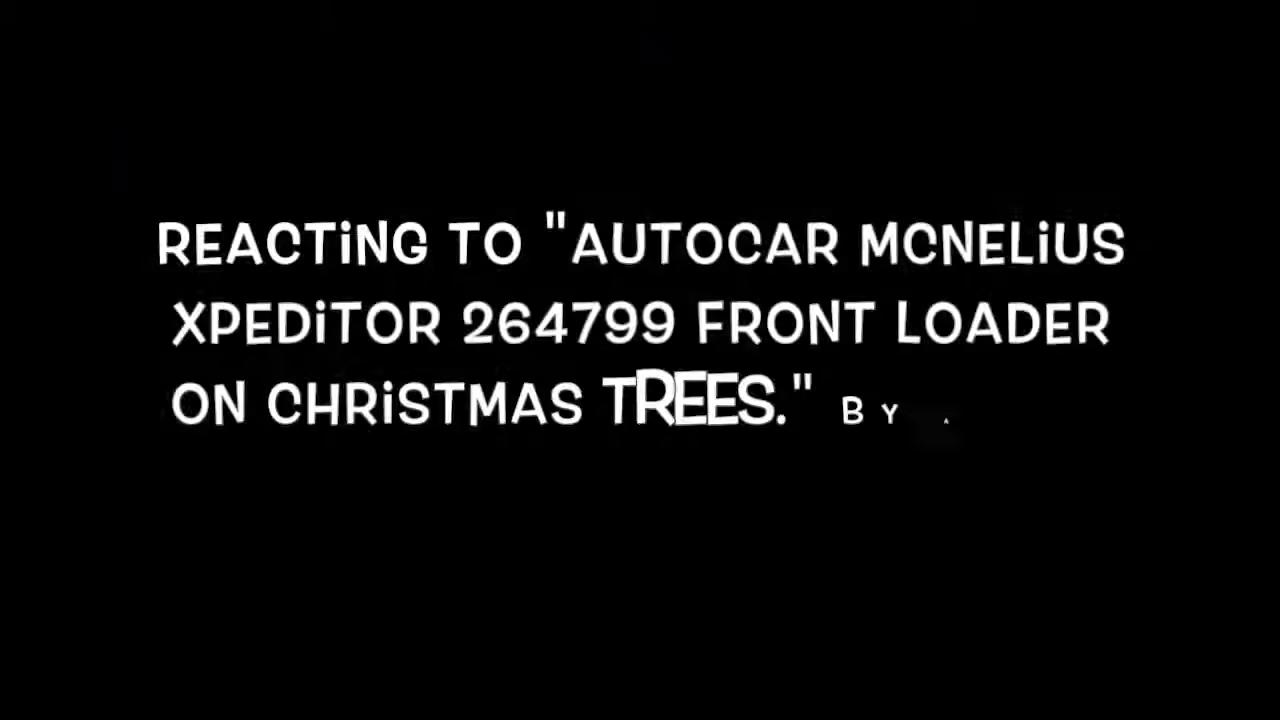 REACTiNG TO "AUTOCAR MCNELiUS
XPEDiTOR 264799 FRONT LOADER
ON CHRiSTMAS TREES." BY